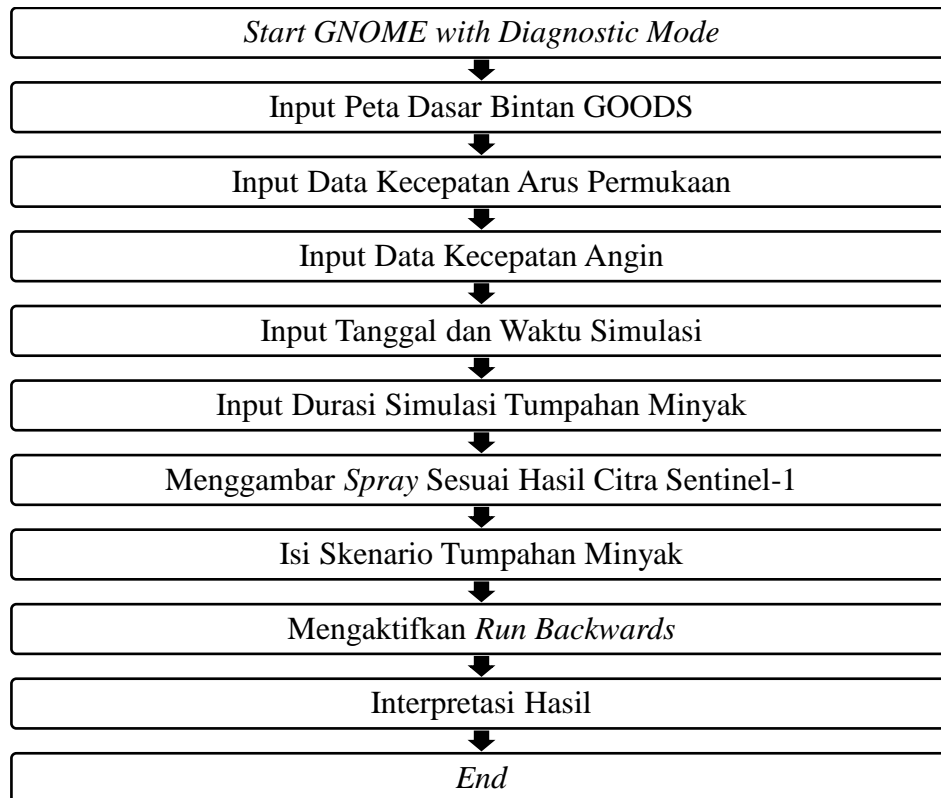 Start GNOME with Diagnostic Mode
Input Peta Dasar Bintan GOODS
Input Data Kecepatan Arus Permukaan
Input Data Kecepatan Angin
Input Tanggal dan Waktu Simulasi
Input Durasi Simulasi Tumpahan Minyak
Menggambar Spray Sesuai Hasil Citra Sentinel-1
Isi Skenario Tumpahan Minyak
Mengaktifkan Run Backwards
Interpretasi Hasil
End